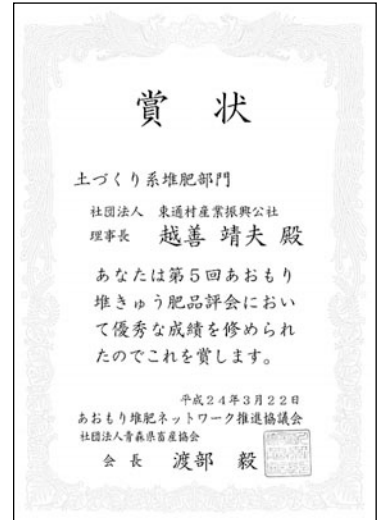 賞状
土づくり系堆肥部門
社団法人 東通村産業振興公社
理事長 越善 靖夫 殿
あなたは第5回あおもり
堆きゅう肥品評会におい
て優秀な成績を修められ
たのでこれを賞します。
平成24年3月22日
あおもり堆肥ネットワーク推進協議会
社団法人青森県畜産協会
会長 渡部 毅